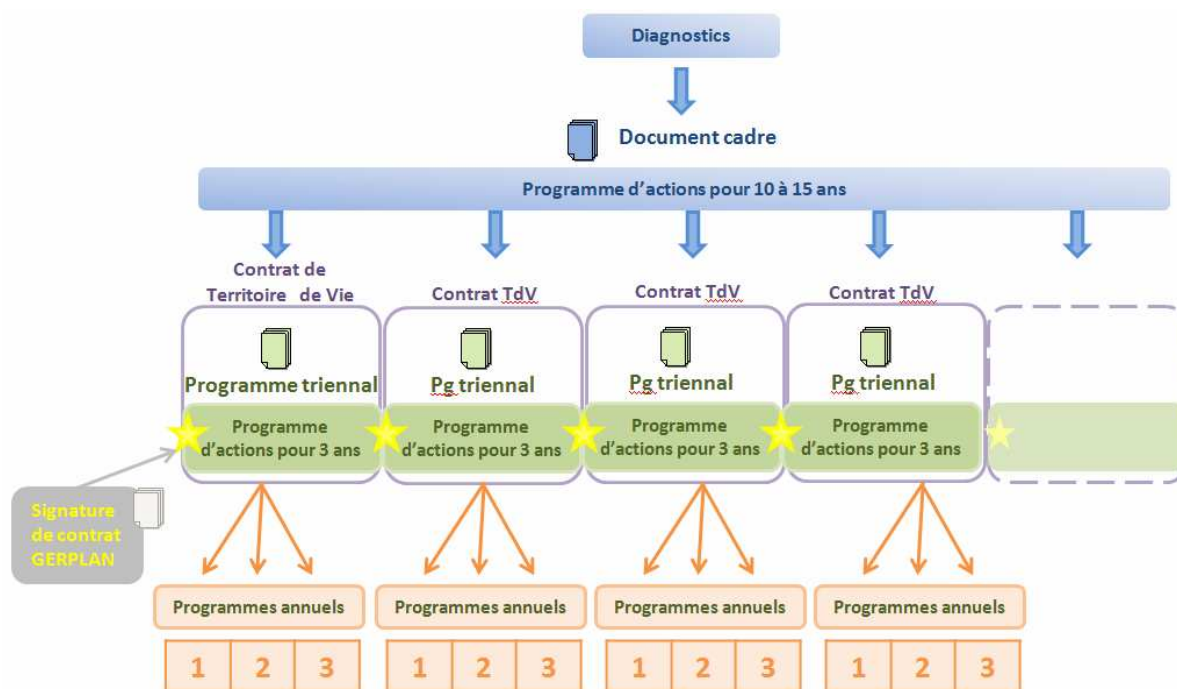 Diagnostics
Document cadre
Programme d'actions pour 10 à 15 ans
Contrat de
Territoire de Vie
Contrat TdV
Contrat TdV
Contrat TdV
Programme triennal
Pg triennal
Pg triennal
Pg triennal
Programme
d'actions pour 3 ans
Programme
d'actions pour 3 ans
Programme
d'actions pour 3 ans
Programme
d'actions pour 3 ans
Signature
de contrat
GERPLAN
Programmes annuels
Programmes annuels
Programmes annuels
Programmes annuels
1 2 3
1 2 3
1 2 3
1 2 3